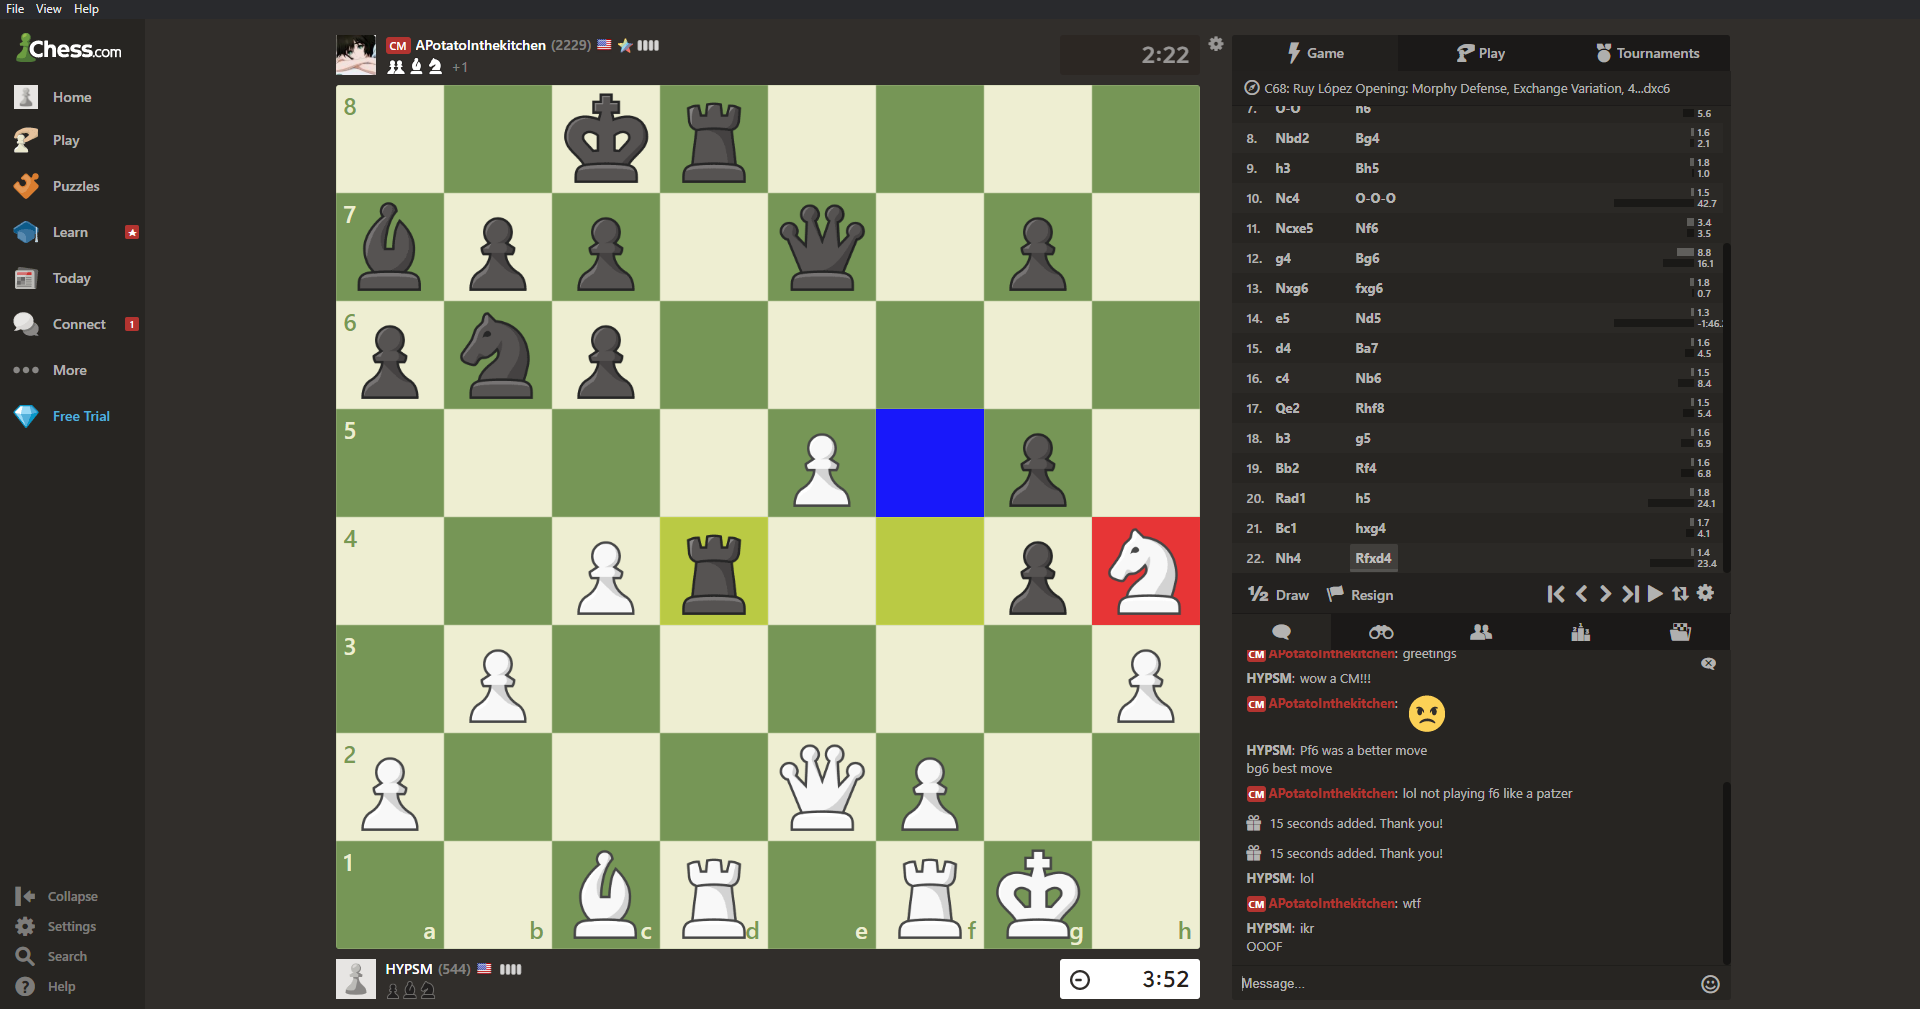 File View Help
Chess.com
Home
Play
Puzzles
Learn
Today
Connect 1
More
Free Trial
Collapse
Settings
Search
Help
CM APotatoInthekitchen (2229)
+1
2:22
8
7
6
5
4
3
2
1
a b c d e f g h
HYPSM (544)
3:52
Game Play Tournaments
C68: Ruy López Opening: Morphy Defense, Exchange Variation, 4...dxc6
7. O-O h6 5.6
8. Nbd2 Bg4 1.6 2.1
9. h3 Bh5 1.8 1.0
10. Nc4 O-O-O 1.5 42.7
11. Ncxe5 Nf6 3.4 3.5
12. g4 Bg6 8.8 16.1
13. Nxg6 fxg6 1.8 0.7
14. e5 Nd5 1.3 -1:46.
15. d4 Ba7 1.6 4.5
16. c4 Nb6 1.5 8.4
17. Qe2 Rhf8 1.5 5.4
18. b3 g5 1.6 6.9
19. Bb2 Rf4 1.6 6.8
20. Rad1 h5 1.8 24.1
21. Bc1 hxg4 1.7 4.1
22. Nh4 Rfxd4 1.4 23.4
½ Draw Resign
CM APotatoInthekitchen: greetings
HYPSM: wow a CM!!!
CM APotatoInthekitchen:
HYPSM: Pf6 was a better move
bg6 best move
CM APotatoInthekitchen: lol not playing f6 like a patzer
15 seconds added. Thank you!
15 seconds added. Thank you!
HYPSM: lol
CM APotatoInthekitchen: wtf
HYPSM: ikr
OOOF
Message...